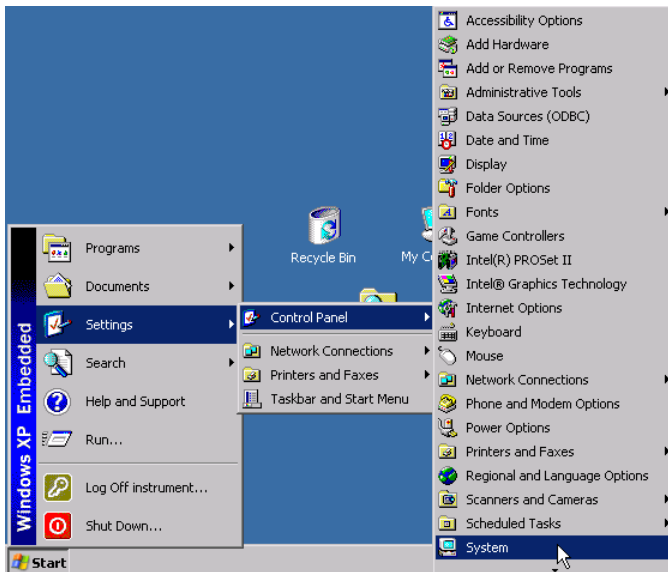 Recycle Bin
My Co
Windows XP Embedded
Programs
Documents
Settings
Search
Help and Support
Run...
Log Off instrument...
Shut Down...
Start
Control Panel
Network Connections
Printers and Faxes
Taskbar and Start Menu
Accessibility Options
Add Hardware
Add or Remove Programs
Administrative Tools
Data Sources (ODBC)
Date and Time
Display
Folder Options
Fonts
Game Controllers
Intel(R) PROSet II
Intel® Graphics Technology
Internet Options
Keyboard
Mouse
Network Connections
Phone and Modem Options
Power Options
Printers and Faxes
Regional and Language Options
Scanners and Cameras
Scheduled Tasks
System